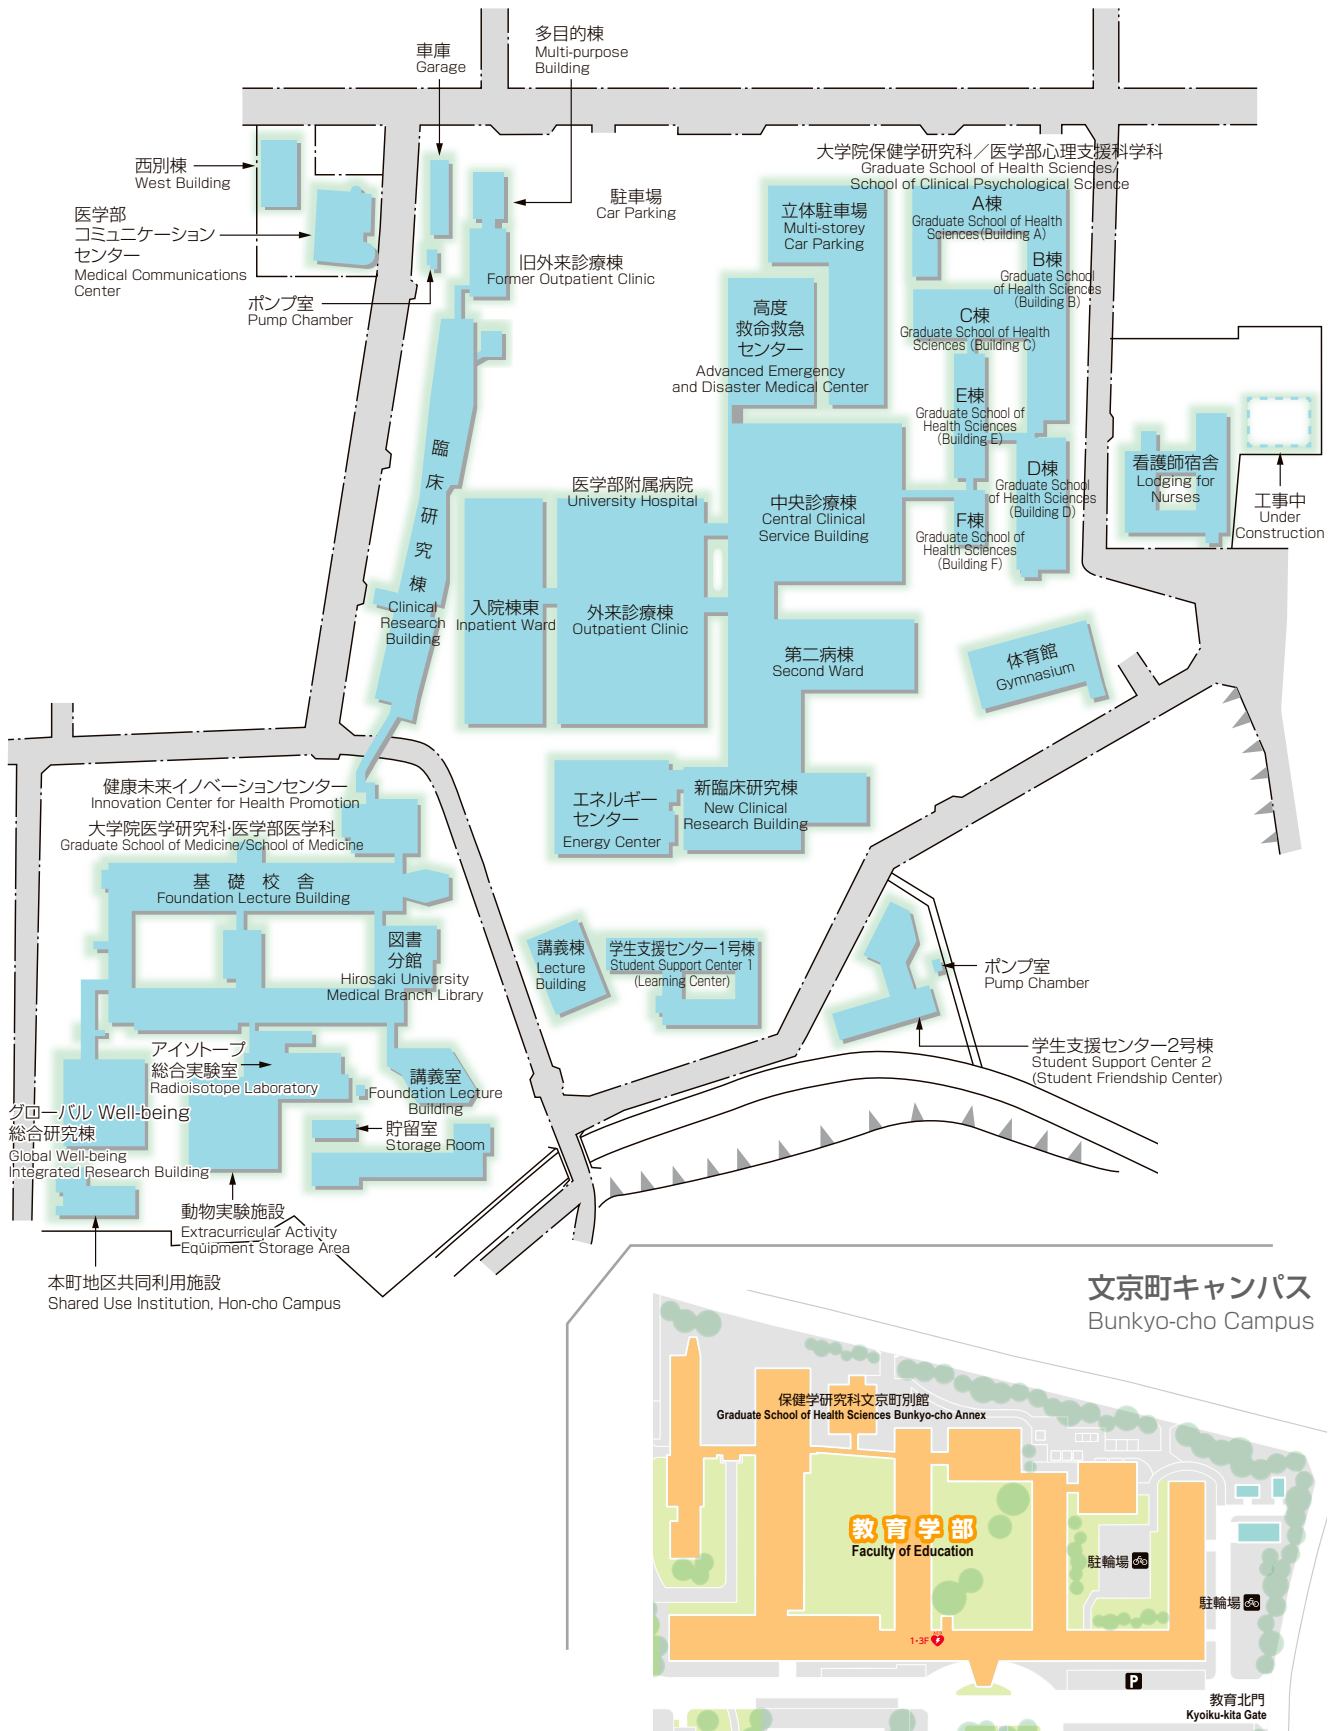 車庫
Garage
多目的棟
Multi-purpose
Building
西別棟
West Building
医学部
コミュニケーション
センター
Medical Communications
Center
ポンプ室
Pump Chamber
駐車場
Car Parking
旧外来診療棟
Former Outpatient Clinic
大学院保健学研究科／医学部心理支援科学科
Graduate School of Health Sciences/
School of Clinical Psychological Science
立体駐車場
Multi-storey
Car Parking
A棟
Graduate School of Health
Sciences(Building A)
B棟
Graduate School
of Health Sciences
(Building B)
高度
救命救急
センター
Advanced Emergency
and Disaster Medical Center
C棟
Graduate School of Health
Sciences (Building C)
E棟
Graduate School of
Health Sciences
(Building E)
D棟
Graduate School
of Health Sciences
(Building D)
F棟
Graduate School of
Health Sciences
(Building F)
看護師宿舎
Lodging for
Nurses
工事中
Under
Construction
臨床研究棟
Clinical
Research
Building
医学部附属病院
University Hospital
中央診療棟
Central Clinical
Service Building
入院棟東
Inpatient Ward
外来診療棟
Outpatient Clinic
第二病棟
Second Ward
体育館
Gymnasium
健康未来イノベーションセンター
Innovation Center for Health Promotion
大学院医学研究科・医学部医学科
Graduate School of Medicine/School of Medicine
エネルギー
センター
Energy Center
新臨床研究棟
New Clinical
Research Building
基礎校舎
Foundation Lecture Building
図書
分館
Hirosaki University
Medical Branch Library
講義棟
Lecture
Building
学生支援センター1号棟
Student Support Center 1
(Learning Center)
ポンプ室
Pump Chamber
学生支援センター2号棟
Student Support Center 2
(Student Friendship Center)
アイソトープ
総合実験室
Radioisotope Laboratory
講義室
Foundation Lecture
Building
グローバル Well-being
総合研究棟
Global Well-being
Integrated Research Building
貯留室
Storage Room
動物実験施設
Extracurricular Activity
Equipment Storage Area
本町地区共同利用施設
Shared Use Institution, Hon-cho Campus
文京町キャンパス
Bunkyo-cho Campus
保健学研究科文京町別館
Graduate School of Health Sciences Bunkyo-cho Annex
教育学部
Faculty of Education
駐輪場
駐輪場
1・3F
P
教育北門
Kyoiku-kita Gate